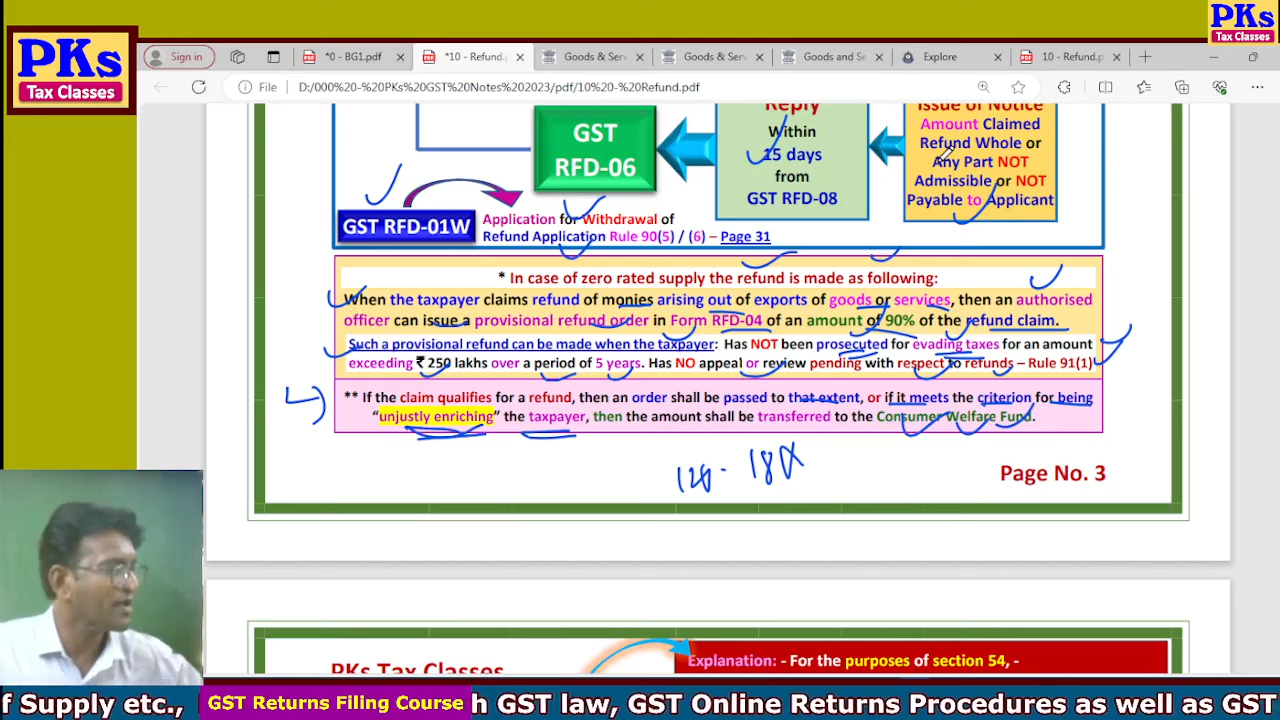 PKs
Tax Classes
PKs
Tax Classes
Sign in
*0 - BG1.pdf
*10 - Refund.p
Goods & Serv
Goods & Serv
Goods and Se
Explore
10 - Refund.p
File
D:/000%20-%20PKs%20GST%20Notes%202023/pdf/10%20-%20Refund.pdf
GST
RFD-06
Reply
Within
15 days
from
GST RFD-08
Issue of Notice
Amount Claimed
Refund Whole or
Any Part NOT
Admissible or NOT
Payable to Applicant
GST RFD-01W
Application for Withdrawal of
Refund Application Rule 90(5) / (6) – Page 31
* In case of zero rated supply the refund is made as following:
When the taxpayer claims refund of monies arising out of exports of goods or services, then an authorised
officer can issue a provisional refund order in Form RFD-04 of an amount of 90% of the refund claim.
Such a provisional refund can be made when the taxpayer: Has NOT been prosecuted for evading taxes for an amount
exceeding ₹ 250 lakhs over a period of 5 years. Has NO appeal or review pending with respect to refunds – Rule 91(1)
** If the claim qualifies for a refund, then an order shall be passed to that extent, or if it meets the criterion for being
“unjustly enriching” the taxpayer, then the amount shall be transferred to the Consumer Welfare Fund.
Page No. 3
PKs Tax Classes
Explanation: - For the purposes of section 54, -
f Supply etc.,
GST Returns Filing Course
h GST law, GST Online Returns Procedures as well as GST